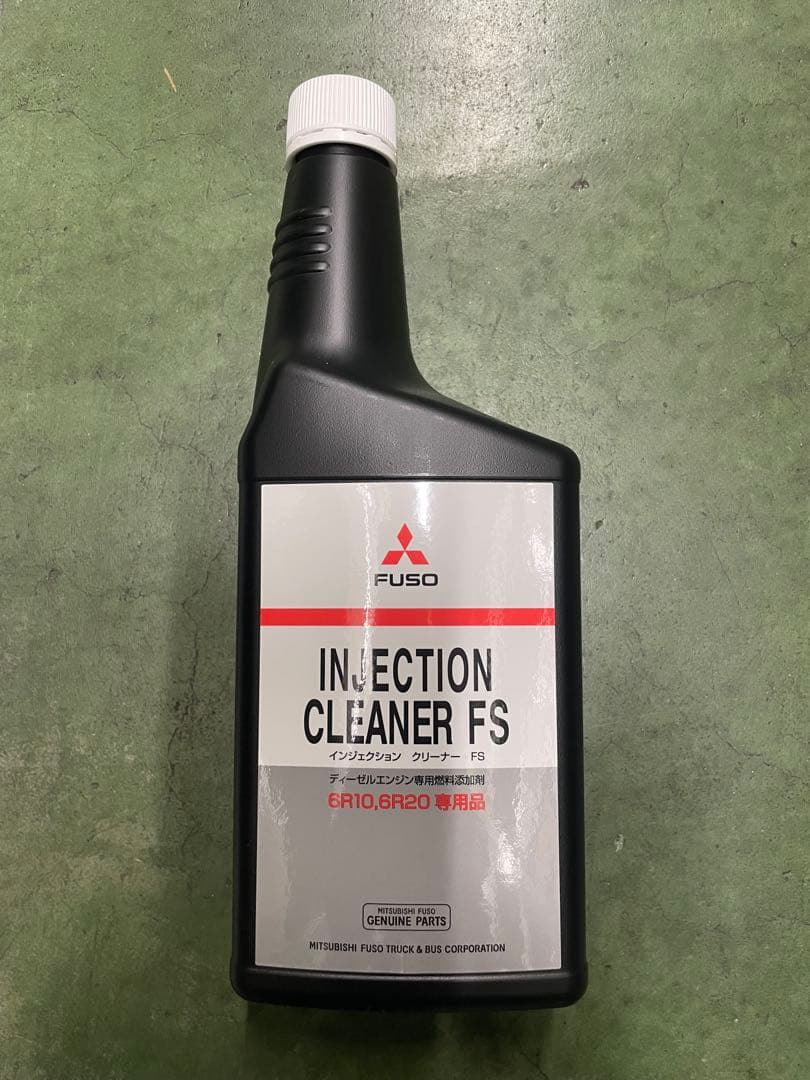 FUSO
INJECTION
CLEANER FS
インジェクション クリーナー FS
ディーゼルエンジン専用燃料添加剤
6R10,6R20 専用品
MITSUBISHI FUSO
GENUINE PARTS
MITSUBISHI FUSO TRUCK & BUS CORPORATION